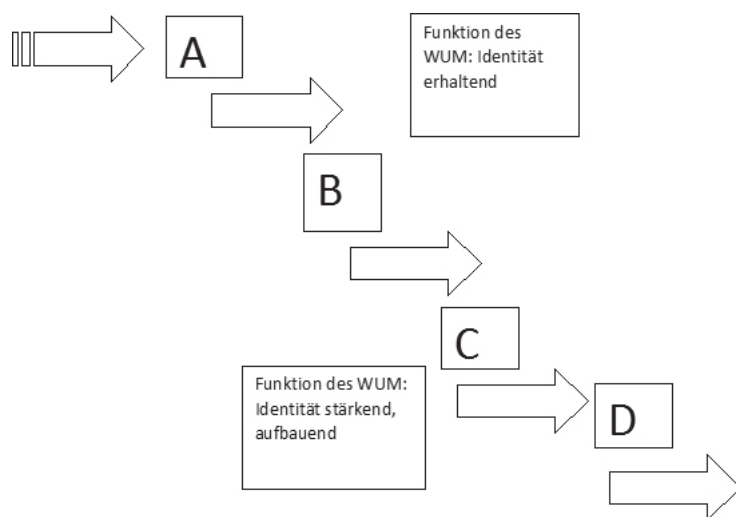 A
Funktion des
WUM: Identität
erhaltend
B
C
Funktion des WUM:
Identität stärkend,
aufbauend
D